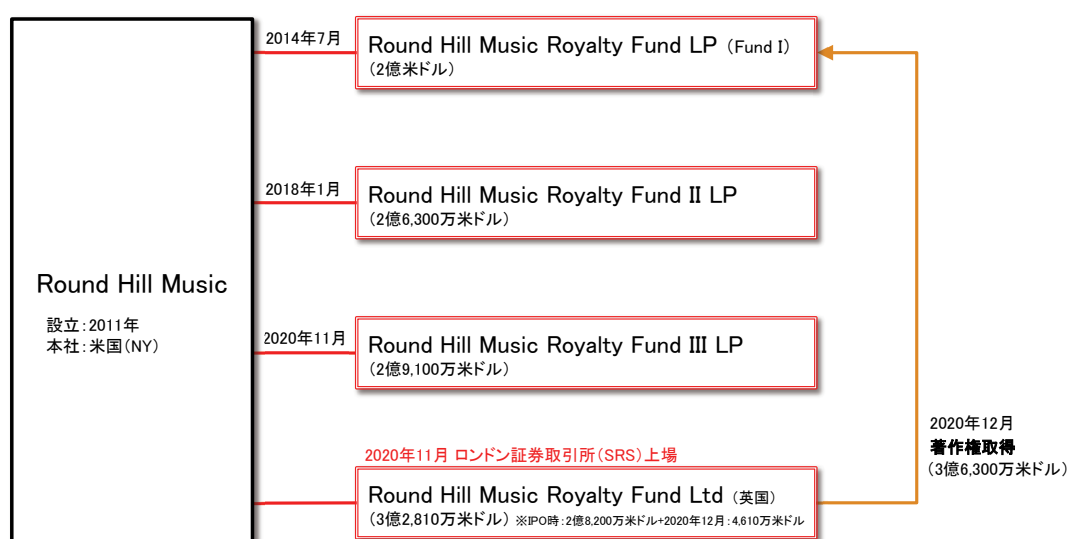 2014年7月
Round Hill Music Royalty Fund LP (Fund I)
（2億米ドル）
2018年1月
Round Hill Music Royalty Fund II LP
（2億6,300万米ドル）
Round Hill Music
設立：2011年
本社：米国（NY）
2020年11月
Round Hill Music Royalty Fund III LP
（2億9,100万米ドル）
2020年12月
著作権取得
（3億6,300万米ドル）
2020年11月 ロンドン証券取引所（SRS）上場
Round Hill Music Royalty Fund Ltd （英国）
（3億2,810万米ドル） ※IPO時：2億8,200万米ドル+2020年12月：4,610万米ドル